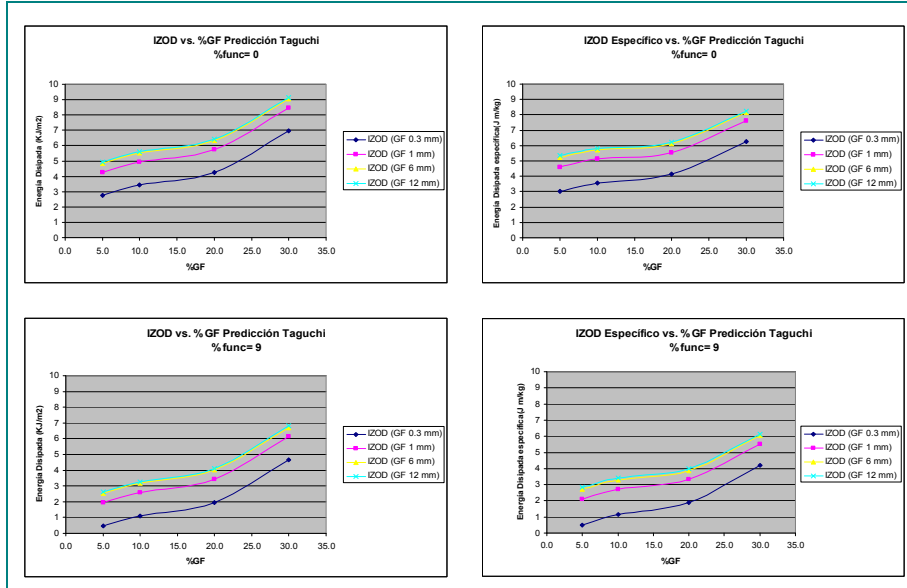 IZOD vs. %GF Predicción Taguchi
%func= 0
Energía Disipada (KJ/m2)
10
9
8
7
6
5
4
3
2
1
0
0.0 5.0 10.0 15.0 20.0 25.0 30.0 35.0
%GF
IZOD (GF 0.3 mm)
IZOD (GF 1 mm)
IZOD (GF 6 mm)
IZOD (GF 12 mm)
IZOD Específico vs. %GF Predicción Taguchi
%func= 0
Energía Disipada específica(J m/kg)
10
9
8
7
6
5
4
3
2
1
0
0.0 5.0 10.0 15.0 20.0 25.0 30.0 35.0
%GF
IZOD (GF 0.3 mm)
IZOD (GF 1 mm)
IZOD (GF 6 mm)
IZOD (GF 12 mm)
IZOD vs. %GF Predicción Taguchi
%func= 9
Energía Disipada (KJ/m2)
10
9
8
7
6
5
4
3
2
1
0
0.0 5.0 10.0 15.0 20.0 25.0 30.0 35.0
%GF
IZOD (GF 0.3 mm)
IZOD (GF 1 mm)
IZOD (GF 6 mm)
IZOD (GF 12 mm)
IZOD Específico vs. %GF Predicción Taguchi
%func= 9
Energía Disipada específica(J m/kg)
10
9
8
7
6
5
4
3
2
1
0
0.0 5.0 10.0 15.0 20.0 25.0 30.0 35.0
%GF
IZOD (GF 0.3 mm)
IZOD (GF 1 mm)
IZOD (GF 6 mm)
IZOD (GF 12 mm)